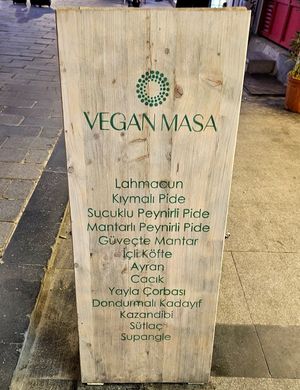 VEGAN MASA
Lahmacun
Kıymalı Pide
Sucuklu Peynirli Pide
Mantarlı Peynirli Pide
Güveçte Mantar
İçli Köfte
Ayran
Cacık
Yayla Çorbası
Dondurmalı Kadayıf
Kazandibi
Sütlaç
Supangle